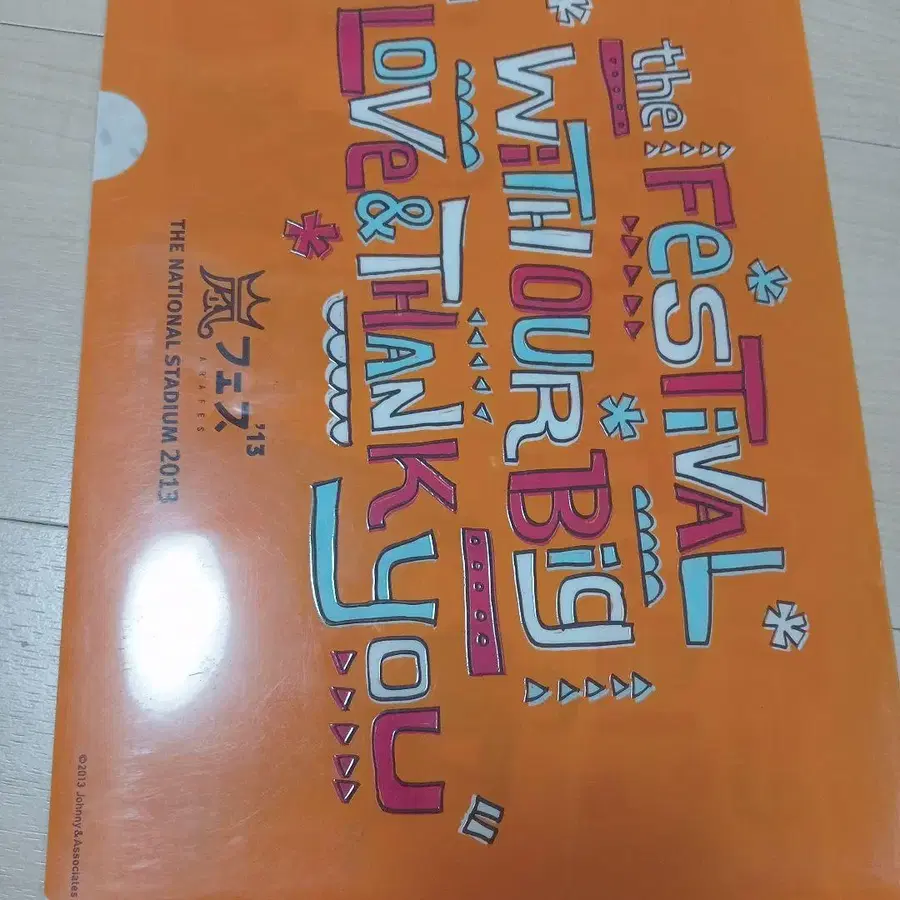 the FeSTiVAL
WiTH OUR Big
LOVe & THANK yOU
"
嵐フェス'13
ARAFES
THE NATIONAL STADIUM 2013
©2013 Johnny&Associates